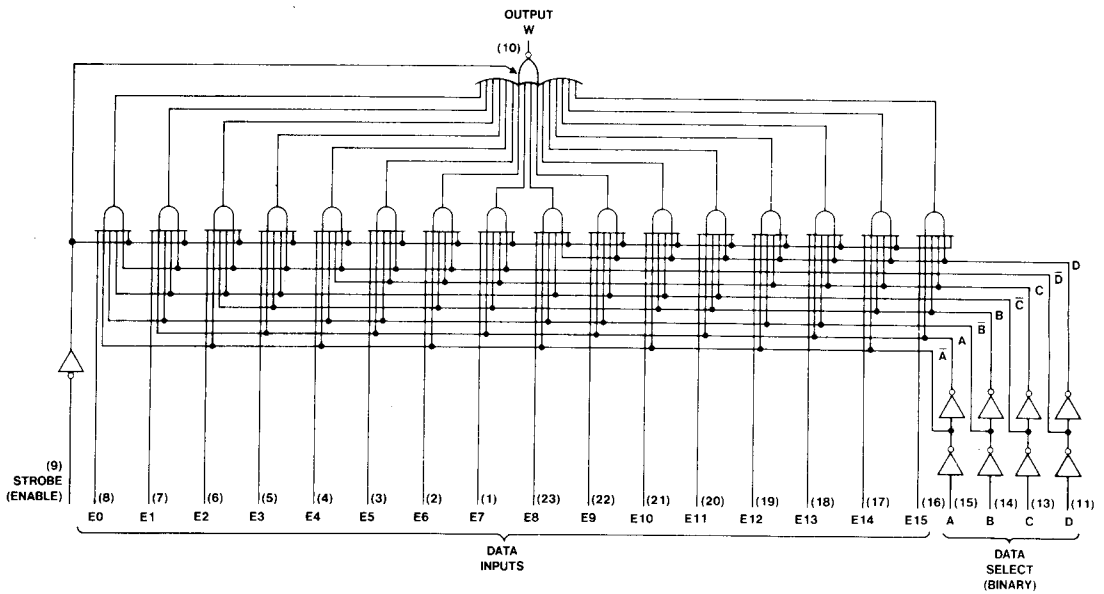 OUTPUT
W
(10)
D
D̅
C
C̅
B
B̅
A
A̅
(9)
STROBE
(ENABLE)
(8) (7) (6) (5) (4) (3) (2) (1) (23) (22) (21) (20) (19) (18) (17) (16) (15) (14) (13) (11)
E0 E1 E2 E3 E4 E5 E6 E7 E8 E9 E10 E11 E12 E13 E14 E15 A B C D
DATA
INPUTS
DATA
SELECT
(BINARY)